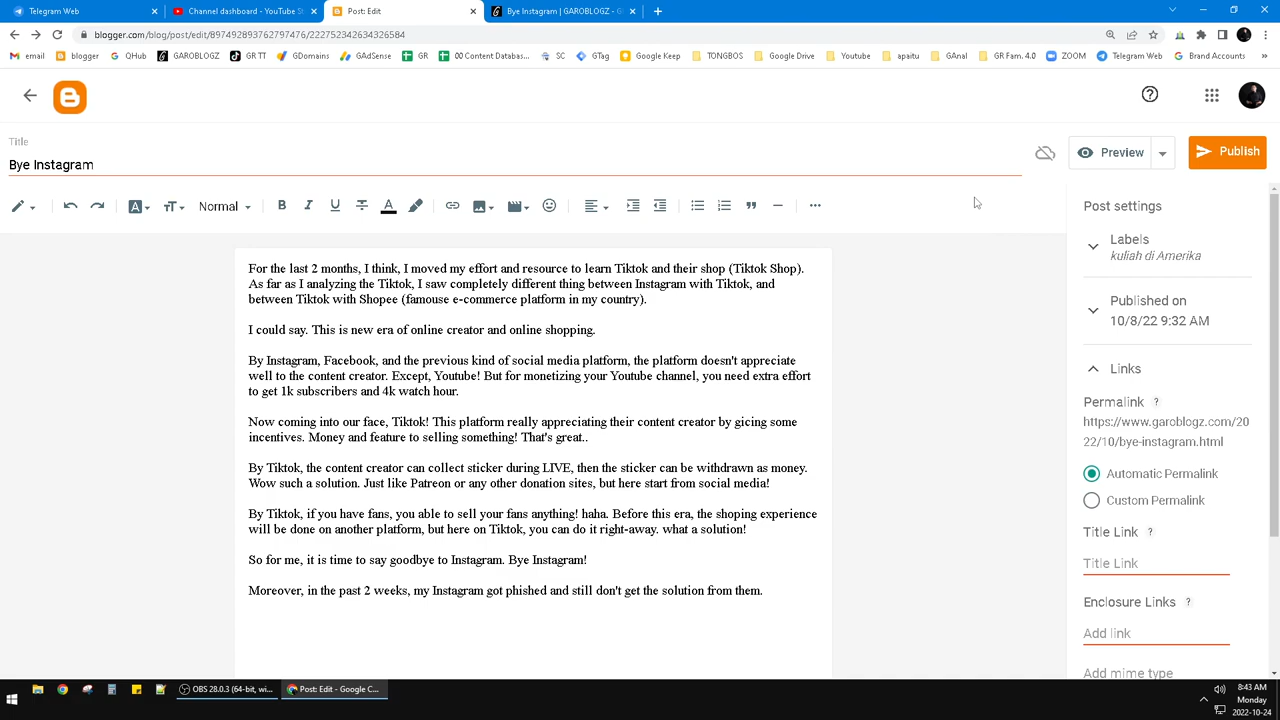 Telegram Web
Channel dashboard - YouTube St
Post: Edit
Bye Instagram | GAROBLOGZ - G
blogger.com/blog/post/edit/897492893762797476/227752342634326584
email
blogger
QHub
GAROBLOGZ
GR TT
GDomains
GAdSense
GR
00 Content Databas...
SC
GTag
Google Keep
TONGBOS
Google Drive
Youtube
apaitu
GAnal
GR Fam. 4.0
ZOOM
Telegram Web
Brand Accounts
Title
Bye Instagram
Preview
Publish
Normal
For the last 2 months, I think, I moved my effort and resource to learn Tiktok and their shop (Tiktok Shop).
As far as I analyzing the Tiktok, I saw completely different thing between Instagram with Tiktok, and
between Tiktok with Shopee (famouse e-commerce platform in my country).
I could say. This is new era of online creator and online shopping.
By Instagram, Facebook, and the previous kind of social media platform, the platform doesn't appreciate
well to the content creator. Except, Youtube! But for monetizing your Youtube channel, you need extra effort
to get 1k subscribers and 4k watch hour.
Now coming into our face, Tiktok! This platform really appreciating their content creator by gicing some
incentives. Money and feature to selling something! That's great..
By Tiktok, the content creator can collect sticker during LIVE, then the sticker can be withdrawn as money.
Wow such a solution. Just like Patreon or any other donation sites, but here start from social media!
By Tiktok, if you have fans, you able to sell your fans anything! haha. Before this era, the shoping experience
will be done on another platform, but here on Tiktok, you can do it right-away. what a solution!
So for me, it is time to say goodbye to Instagram. Bye Instagram!
Moreover, in the past 2 weeks, my Instagram got phished and still don't get the solution from them.
Post settings
Labels
kuliah di Amerika
Published on
10/8/22 9:32 AM
Links
Permalink
https://www.garoblogz.com/20
22/10/bye-instagram.html
Automatic Permalink
Custom Permalink
Title Link
Title Link
Enclosure Links
Add link
Add mime type
OBS 28.0.3 (64-bit, wi...
Post: Edit - Google C...
8:43 AM
Monday
2022-10-24